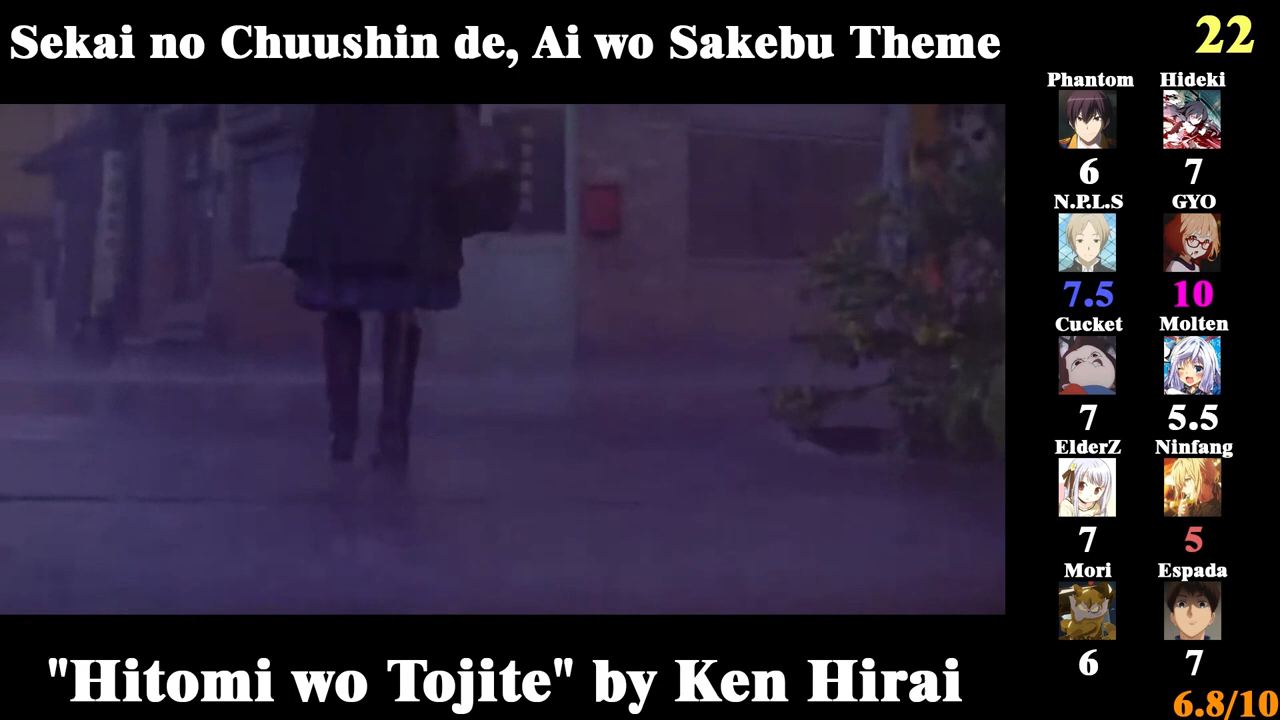 Sekai no Chuushin de, Ai wo Sakebu Theme
22
Phantom Hideki
6 7
N.P.L.S GYO
7.5 10
Cucket Molten
7 5.5
ElderZ Ninfang
7 5
Mori Espada
6 7
"Hitomi wo Tojite" by Ken Hirai
6.8/10